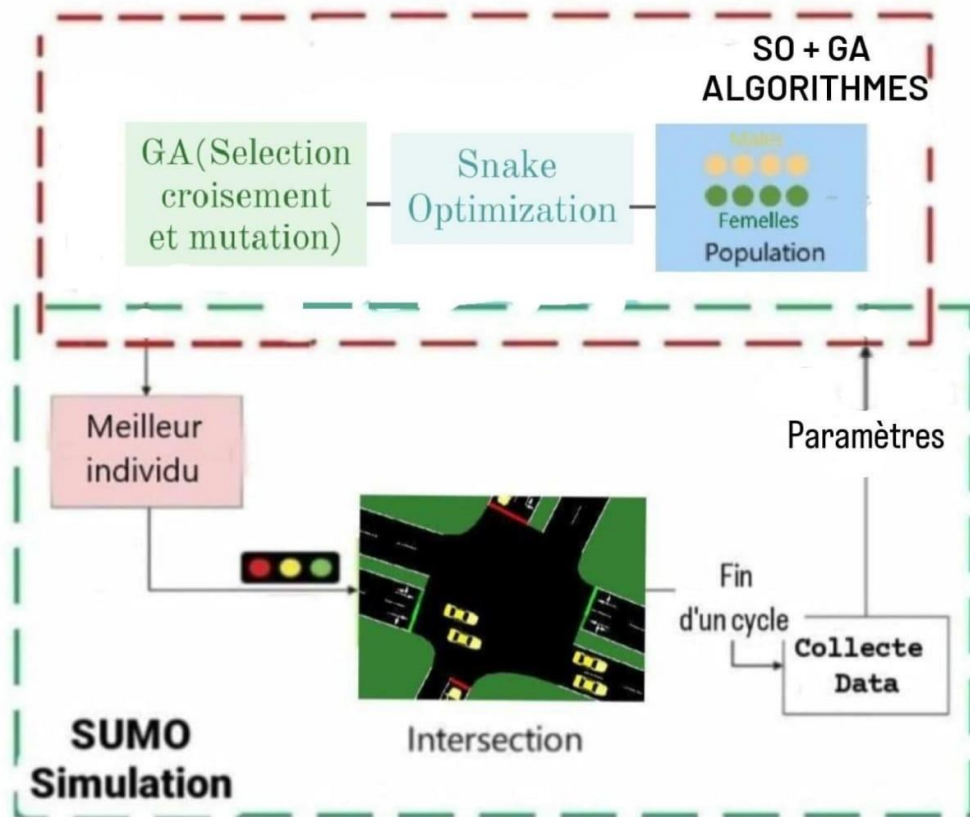 SO + GA
ALGORITHMES
GA(Selection
croisement
et mutation)
Snake
Optimization
Males
Femelles
Population
Meilleur
individu
Paramètres
Fin
d'un cycle
Collecte
Data
Intersection
SUMO
Simulation